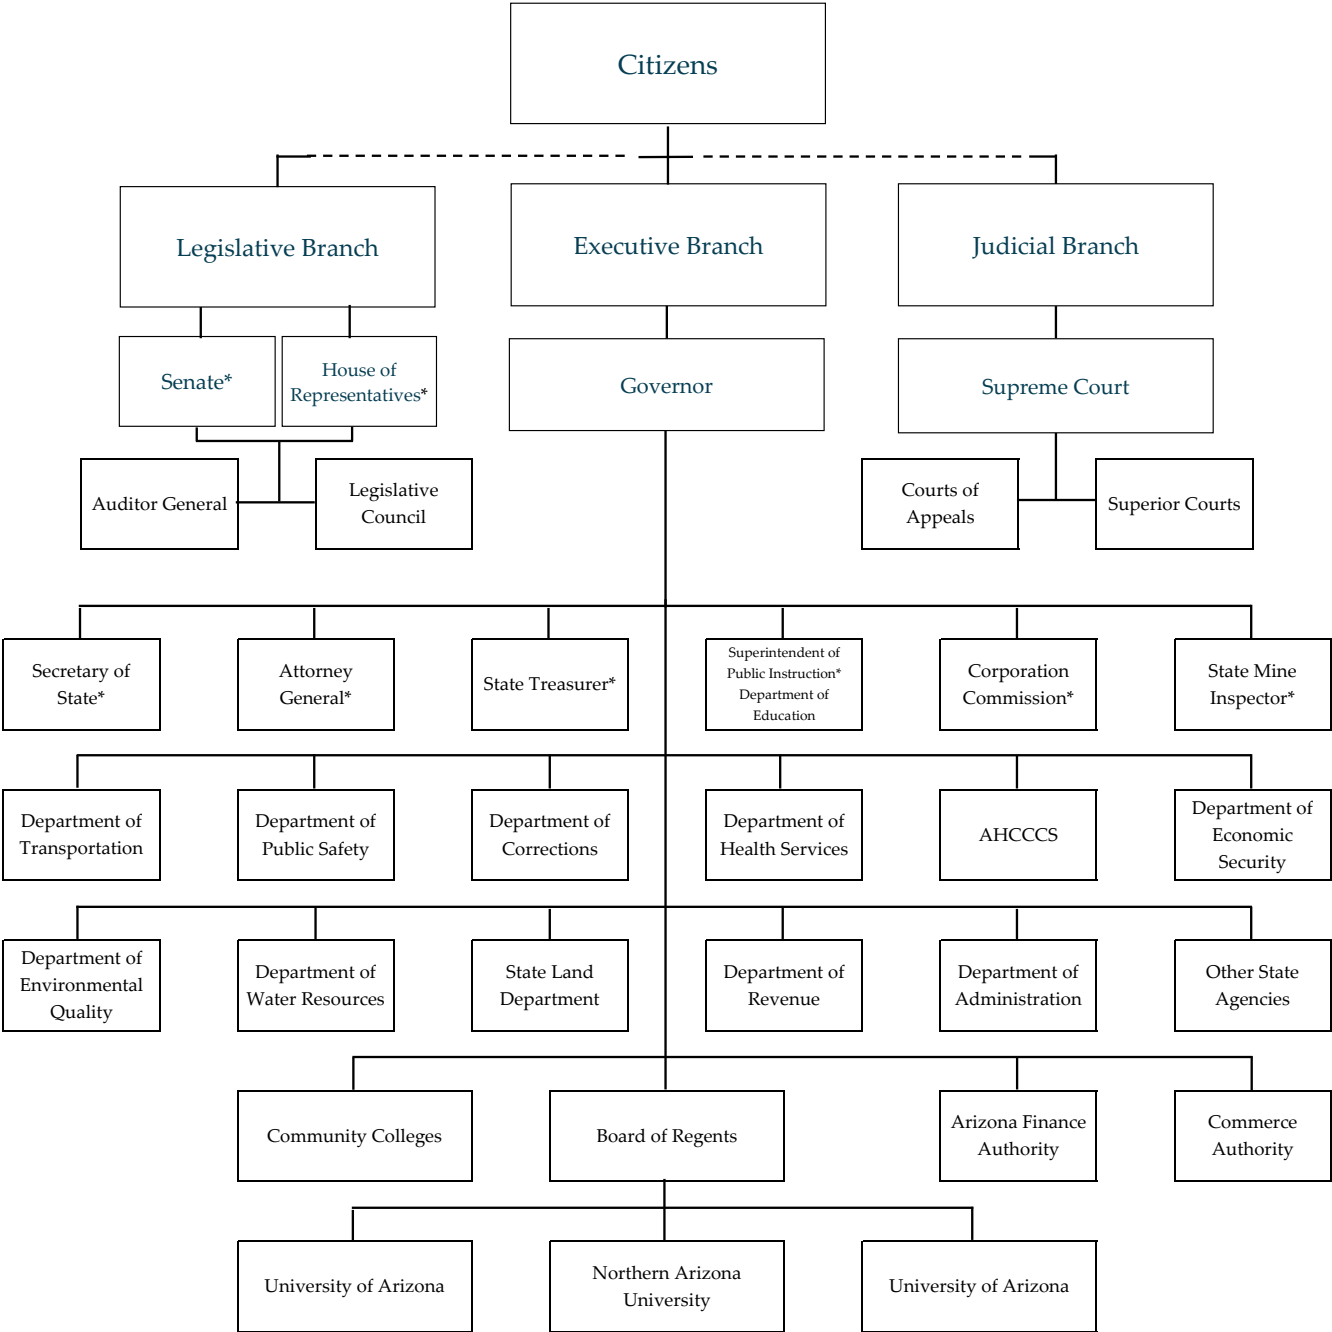 Citizens
Legislative Branch
Executive Branch
Judicial Branch
Senate*
House of
Representatives*
Governor
Supreme Court
Auditor General
Legislative
Council
Courts of
Appeals
Superior Courts
Secretary of
State*
Attorney
General*
State Treasurer*
Superintendent of
Public Instruction*
Department of
Education
Corporation
Commission*
State Mine
Inspector*
Department of
Transportation
Department of
Public Safety
Department of
Corrections
Department of
Health Services
AHCCCS
Department of
Economic
Security
Department of
Environmental
Quality
Department of
Water Resources
State Land
Department
Department of
Revenue
Department of
Administration
Other State
Agencies
Community Colleges
Board of Regents
Arizona Finance
Authority
Commerce
Authority
University of Arizona
Northern Arizona
University
University of Arizona